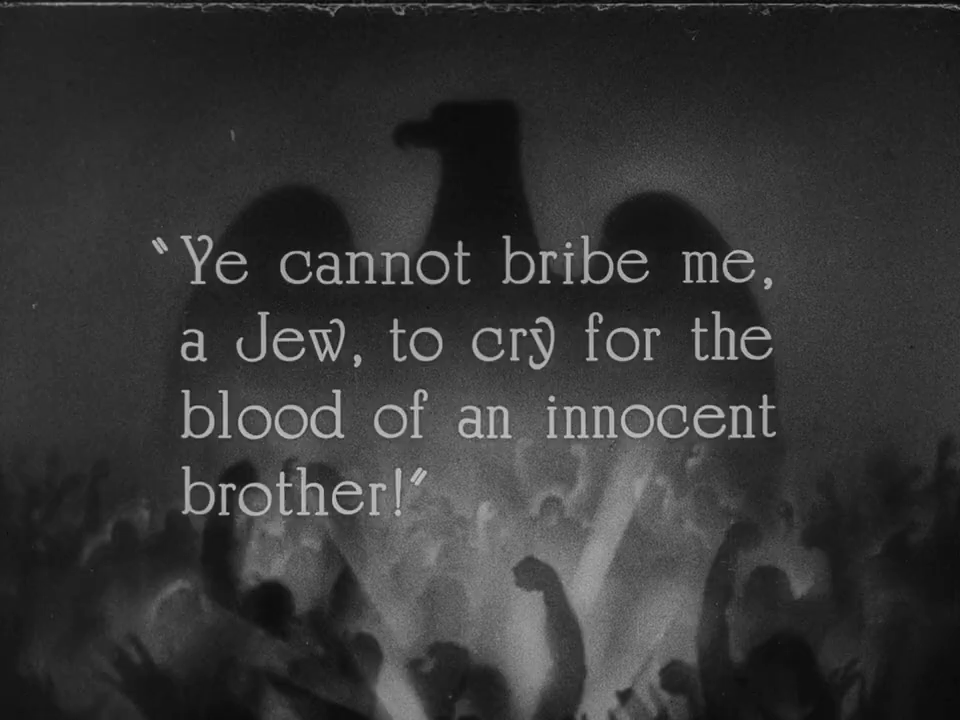 "Ye cannot bribe me,
a Jew, to cry for the
blood of an innocent
brother!"